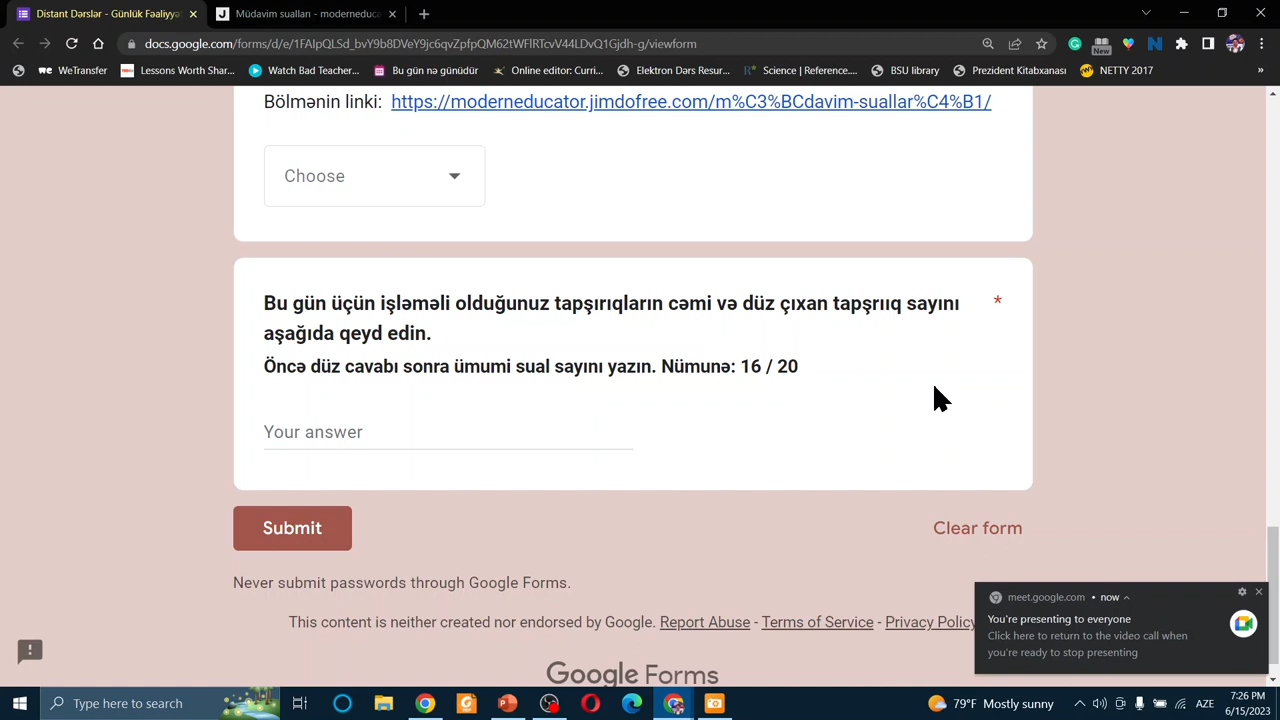 Distant Dərslər - Günlük Fəaliyyə
Müdavim sualları - moderneduca
docs.google.com/forms/d/e/1FAIpQLSd_bvY9b8DVeY9jc6qvZpfpQM62tWFlRTcvV44LDvQ1Gjdh-g/viewform
New
WeTransfer
Lessons Worth Shar...
Watch Bad Teacher...
Bu gün nə günüdür
Online editor: Curri...
Elektron Dərs Resur...
Science | Reference....
BSU library
Prezident Kitabxanası
NETTY 2017
»
Bölmənin linki: https://moderneducator.jimdofree.com/m%C3%BCdavim-suallar%C4%B1/
Choose
Bu gün üçün işləməli olduğunuz tapşırıqların cəmi və düz çıxan tapşrııq sayını *
aşağıda qeyd edin.
Öncə düz cavabı sonra ümumi sual sayını yazın. Nümunə: 16 / 20
Your answer
Submit
Clear form
Never submit passwords through Google Forms.
This content is neither created nor endorsed by Google. Report Abuse - Terms of Service - Privacy Policy
Google Forms
meet.google.com • now
You're presenting to everyone
Click here to return to the video call when
you're ready to stop presenting
Type here to search
79°F Mostly sunny
AZE
7:26 PM
6/15/2023